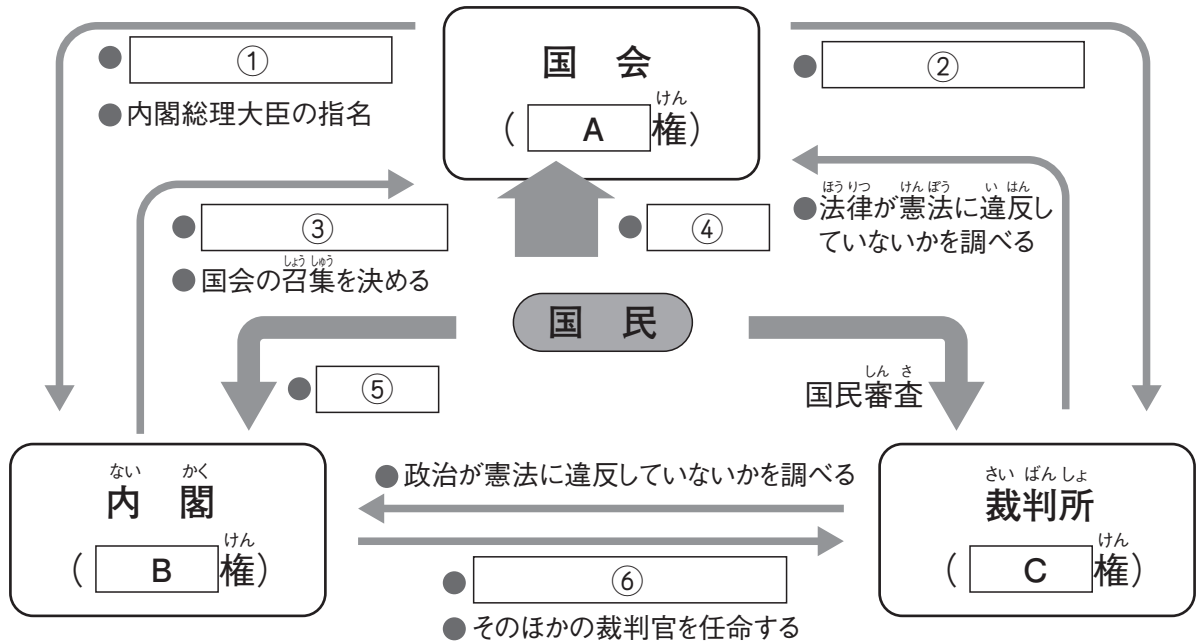 ● ①
● 内閣総理大臣の指名
国 会
けん
( A 権)
● ②
● ③
しょうしゅう
● 国会の召集を決める
● ④
ほうりつ けんぽう いはん
● 法律が憲法に違反し
ていないかを調べる
国 民
● ⑤
しんさ
国民審査
ない かく
内 閣
けん
( B 権)
● 政治が憲法に違反していないかを調べる
● ⑥
● そのほかの裁判官を任命する
さいばんしょ
裁判所
けん
( C 権)